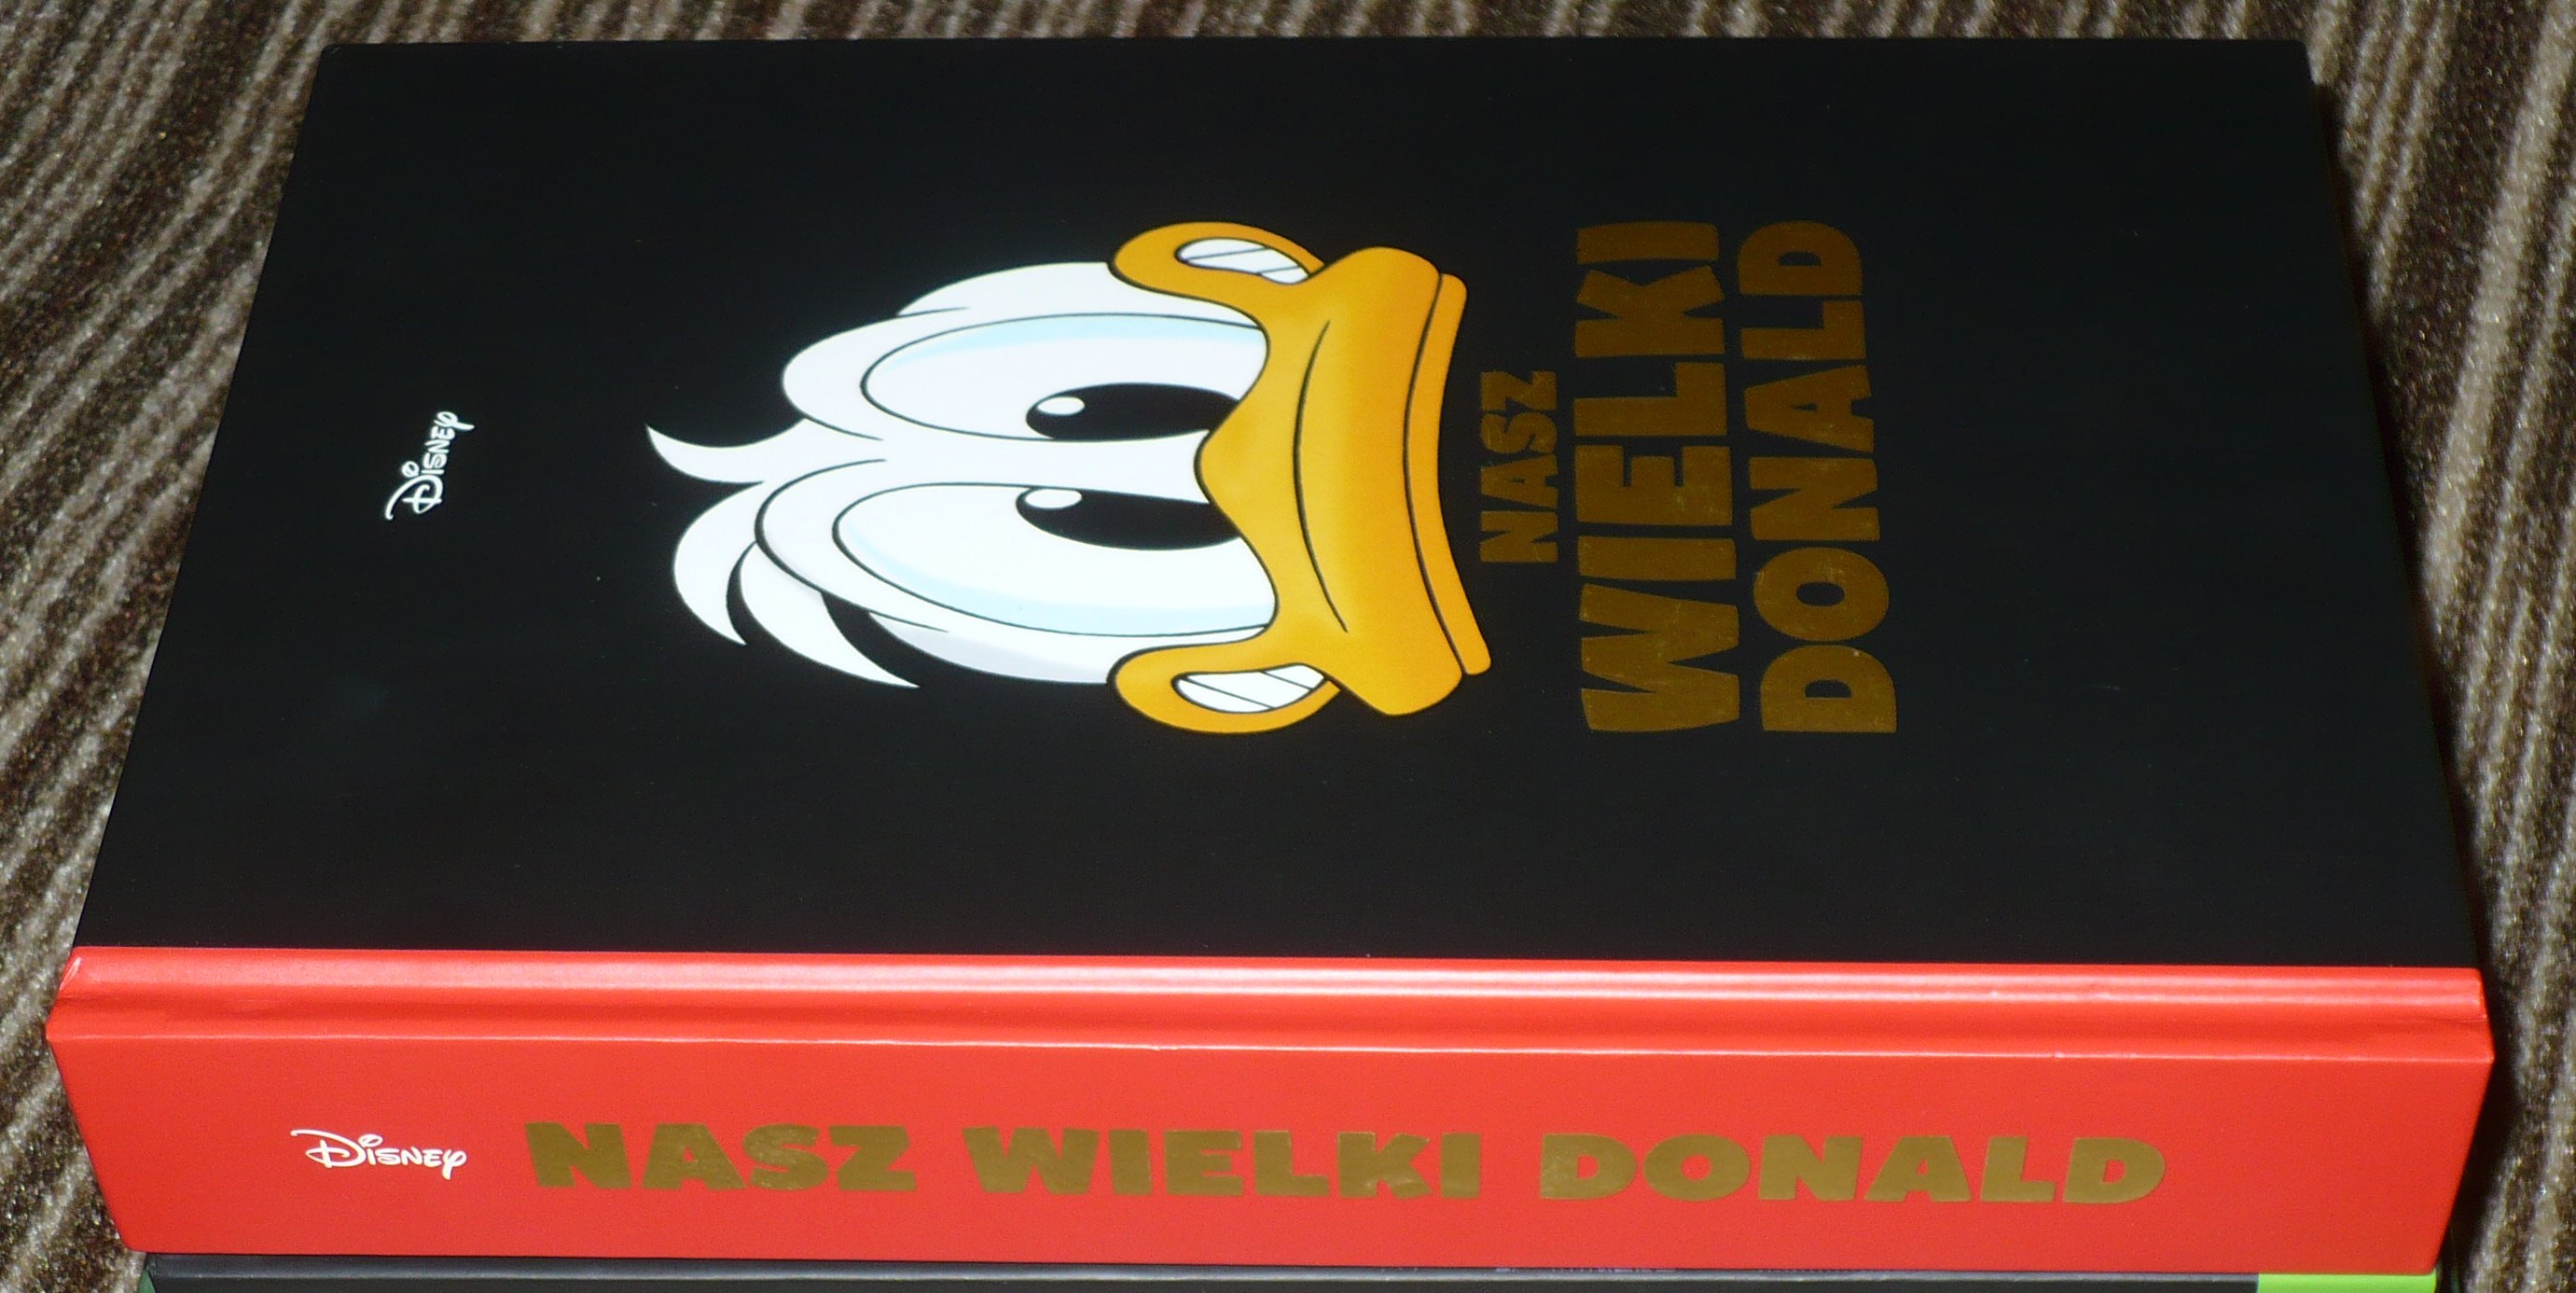 Disney
NASZ
WIELKI
DONALD
Disney NASZ WIELKI DONALD